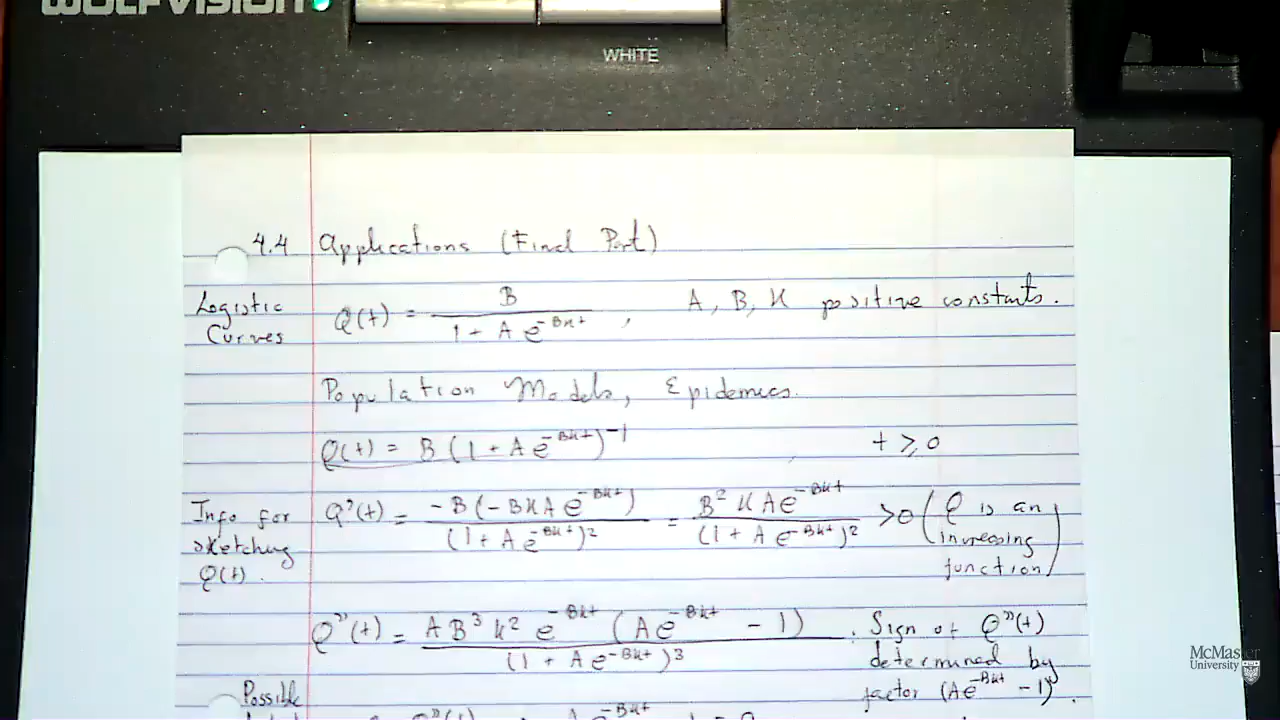 WOLFVISION
WHITE
4.4 Applications (Final Part)
Logistic Curves Q(t) = B / (1 + A e^{-Bkt}) , A, B, K positive constants.
Population Models, Epidemics.
Q(t) = B (1 + A e^{-Bkt})^{-1} t ≥ 0
Info for sketching Q(t). Q'(t) = -B(-BKA e^{-Bkt}) / (1 + A e^{-Bkt})^2 = B^2 K A e^{-Bkt} / (1 + A e^{-Bkt})^2 > 0 (Q is an increasing function)
Q''(t) = A B^3 k^2 e^{-Bkt} (A e^{-Bkt} - 1) / (1 + A e^{-Bkt})^3 . Sign of Q''(t) determined by factor (A e^{-Bkt} - 1).
Possible
McMaster
University